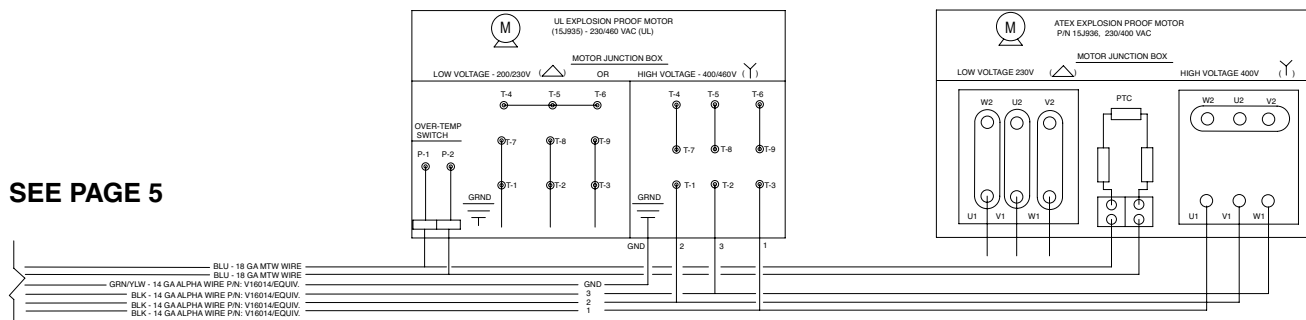 UL EXPLOSION PROOF MOTOR
(15J935) - 230/460 VAC (UL)
M
MOTOR JUNCTION BOX
LOW VOLTAGE - 200/230V ( ) OR HIGH VOLTAGE - 400/460V ( )
T-4 T-5 T-6
T-4 T-5 T-6
OVER-TEMP
SWITCH
P-1 P-2
T-7 T-8 T-9
T-7 T-8 T-9
T-1 T-2 T-3
T-1 T-2 T-3
GRND
GRND
GND 2 3 1
ATEX EXPLOSION PROOF MOTOR
P/N 15J936, 230/400 VAC
M
MOTOR JUNCTION BOX
LOW VOLTAGE 230V ( )
HIGH VOLTAGE 400V ( )
W2 U2 V2
PTC
W2 U2 V2
U1 V1 W1
U1 V1 W1
SEE PAGE 5
BLU - 18 GA MTW WIRE
BLU - 18 GA MTW WIRE
GRN/YLW - 14 GA ALPHA WIRE P/N: V16014/EQUIV. GND
BLK - 14 GA ALPHA WIRE P/N: V16014/EQUIV. 3
BLK - 14 GA ALPHA WIRE P/N: V16014/EQUIV. 2
BLK - 14 GA ALPHA WIRE P/N: V16014/EQUIV. 1